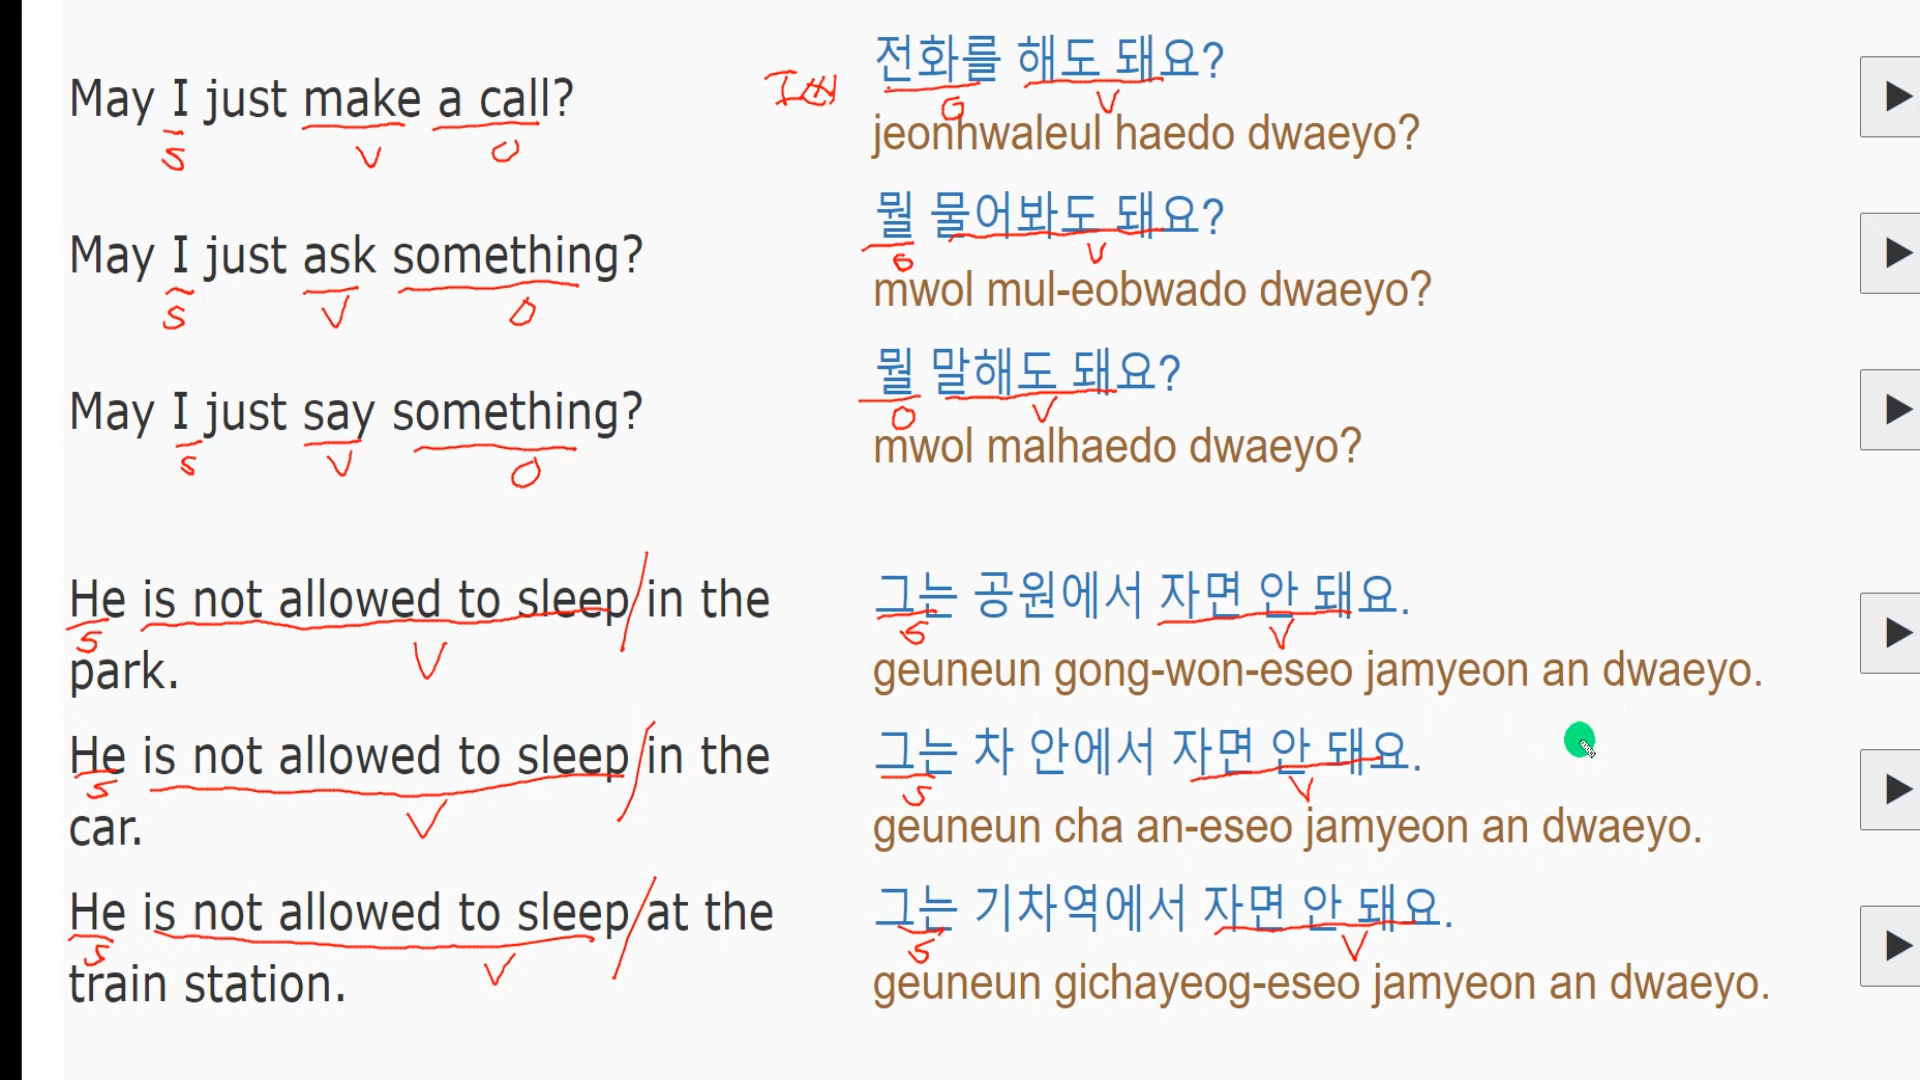 May I just make a call?
S V O
I 生
전화를 해도 돼요?
O V
jeonhwaleul haedo dwaeyo?
May I just ask something?
S V O
뭘 물어봐도 돼요?
O V
mwol mul-eobwado dwaeyo?
May I just say something?
S V O
뭘 말해도 돼요?
O V
mwol malhaedo dwaeyo?
He is not allowed to sleep/in the
S V
park.
그는 공원에서 자면 안 돼요.
S V
geuneun gong-won-eseo jamyeon an dwaeyo.
He is not allowed to sleep/in the
S V
car.
그는 차 안에서 자면 안 돼요.
S V
geuneun cha an-eseo jamyeon an dwaeyo.
He is not allowed to sleep/at the
S V
train station.
그는 기차역에서 자면 안 돼요.
S V
geuneun gichayeog-eseo jamyeon an dwaeyo.